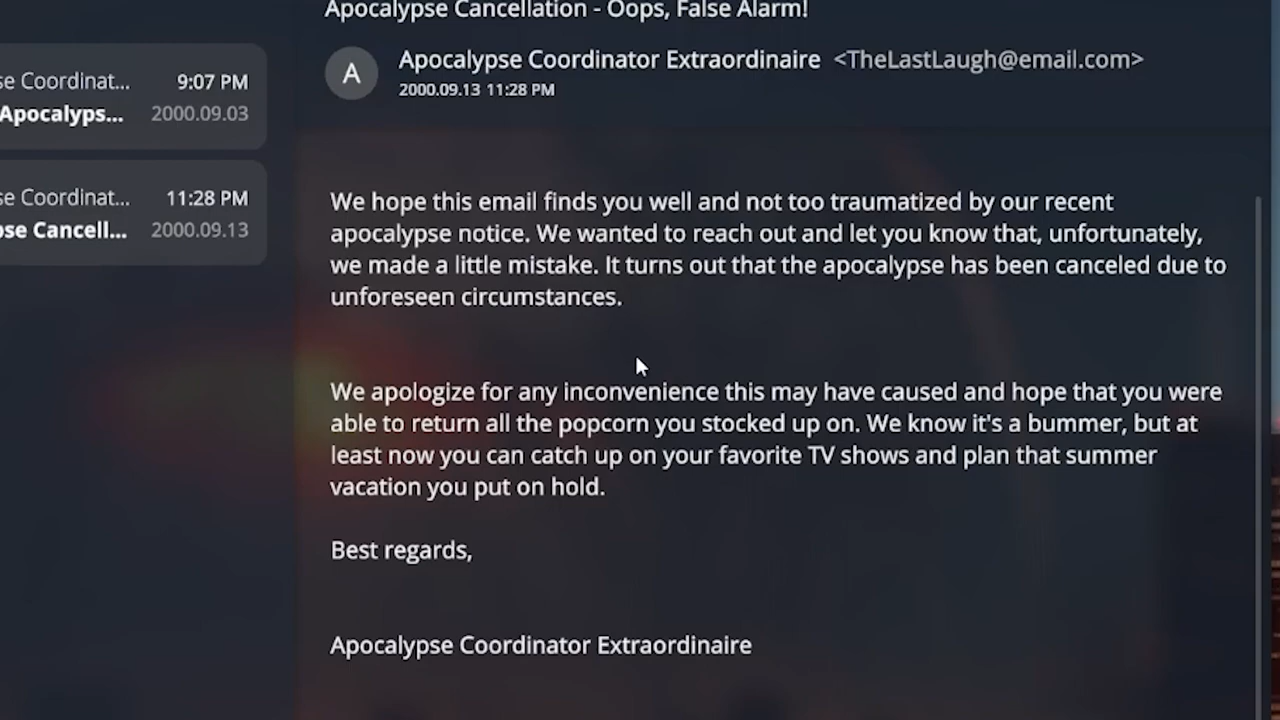 Apocalypse Cancellation - Oops, False Alarm!
se Coordinat... 9:07 PM
Apocalyps... 2000.09.03
se Coordinat... 11:28 PM
pse Cancell... 2000.09.13
A
Apocalypse Coordinator Extraordinaire <TheLastLaugh@email.com>
2000.09.13 11:28 PM
We hope this email finds you well and not too traumatized by our recent
apocalypse notice. We wanted to reach out and let you know that, unfortunately,
we made a little mistake. It turns out that the apocalypse has been canceled due to
unforeseen circumstances.
We apologize for any inconvenience this may have caused and hope that you were
able to return all the popcorn you stocked up on. We know it's a bummer, but at
least now you can catch up on your favorite TV shows and plan that summer
vacation you put on hold.
Best regards,
Apocalypse Coordinator Extraordinaire